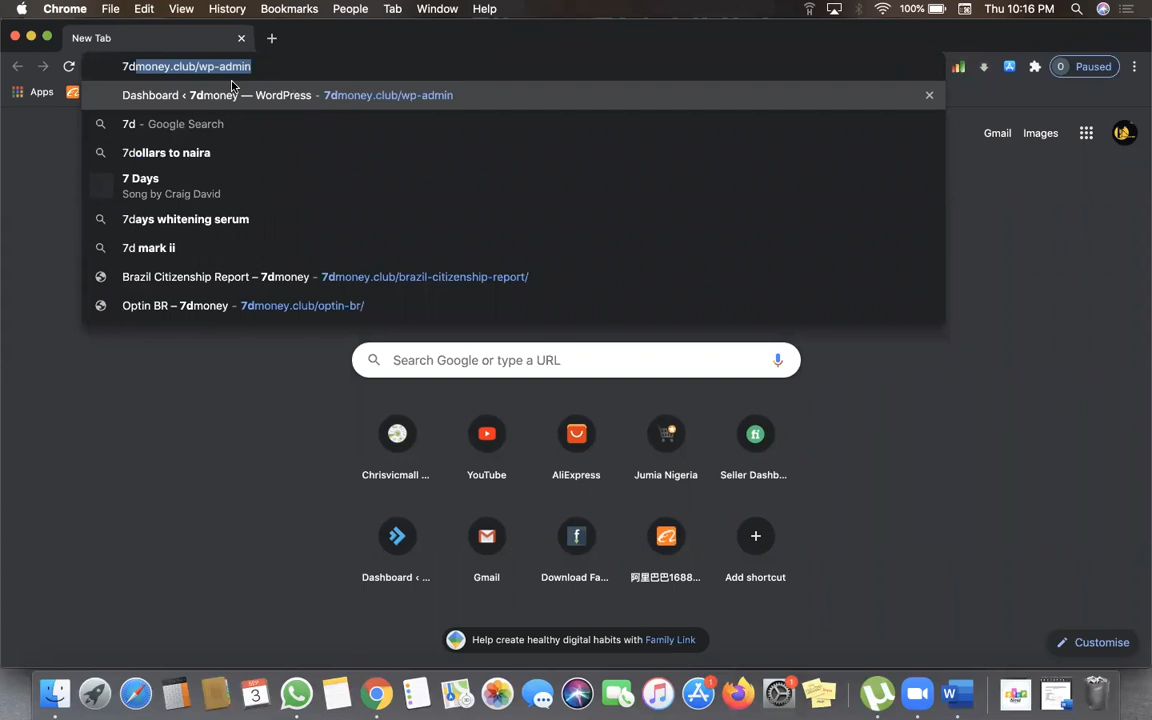 Chrome File Edit View History Bookmarks People Tab Window Help 100% Thu 10:16 PM
New Tab
7dmoney.club/wp-admin
0 Paused
Apps
Dashboard ‹ 7dmoney — WordPress - 7dmoney.club/wp-admin
7d - Google Search
Gmail Images
7dollars to naira
7 Days
Song by Craig David
7days whitening serum
7d mark ii
Brazil Citizenship Report – 7dmoney - 7dmoney.club/brazil-citizenship-report/
Optin BR – 7dmoney - 7dmoney.club/optin-br/
Search Google or type a URL
Chrisvicmall ... YouTube AliExpress Jumia Nigeria Seller Dashb...
Dashboard ‹ ... Gmail Download Fa... 阿里巴巴1688... Add shortcut
Help create healthy digital habits with Family Link
Customise
SEP
3
1
1
W